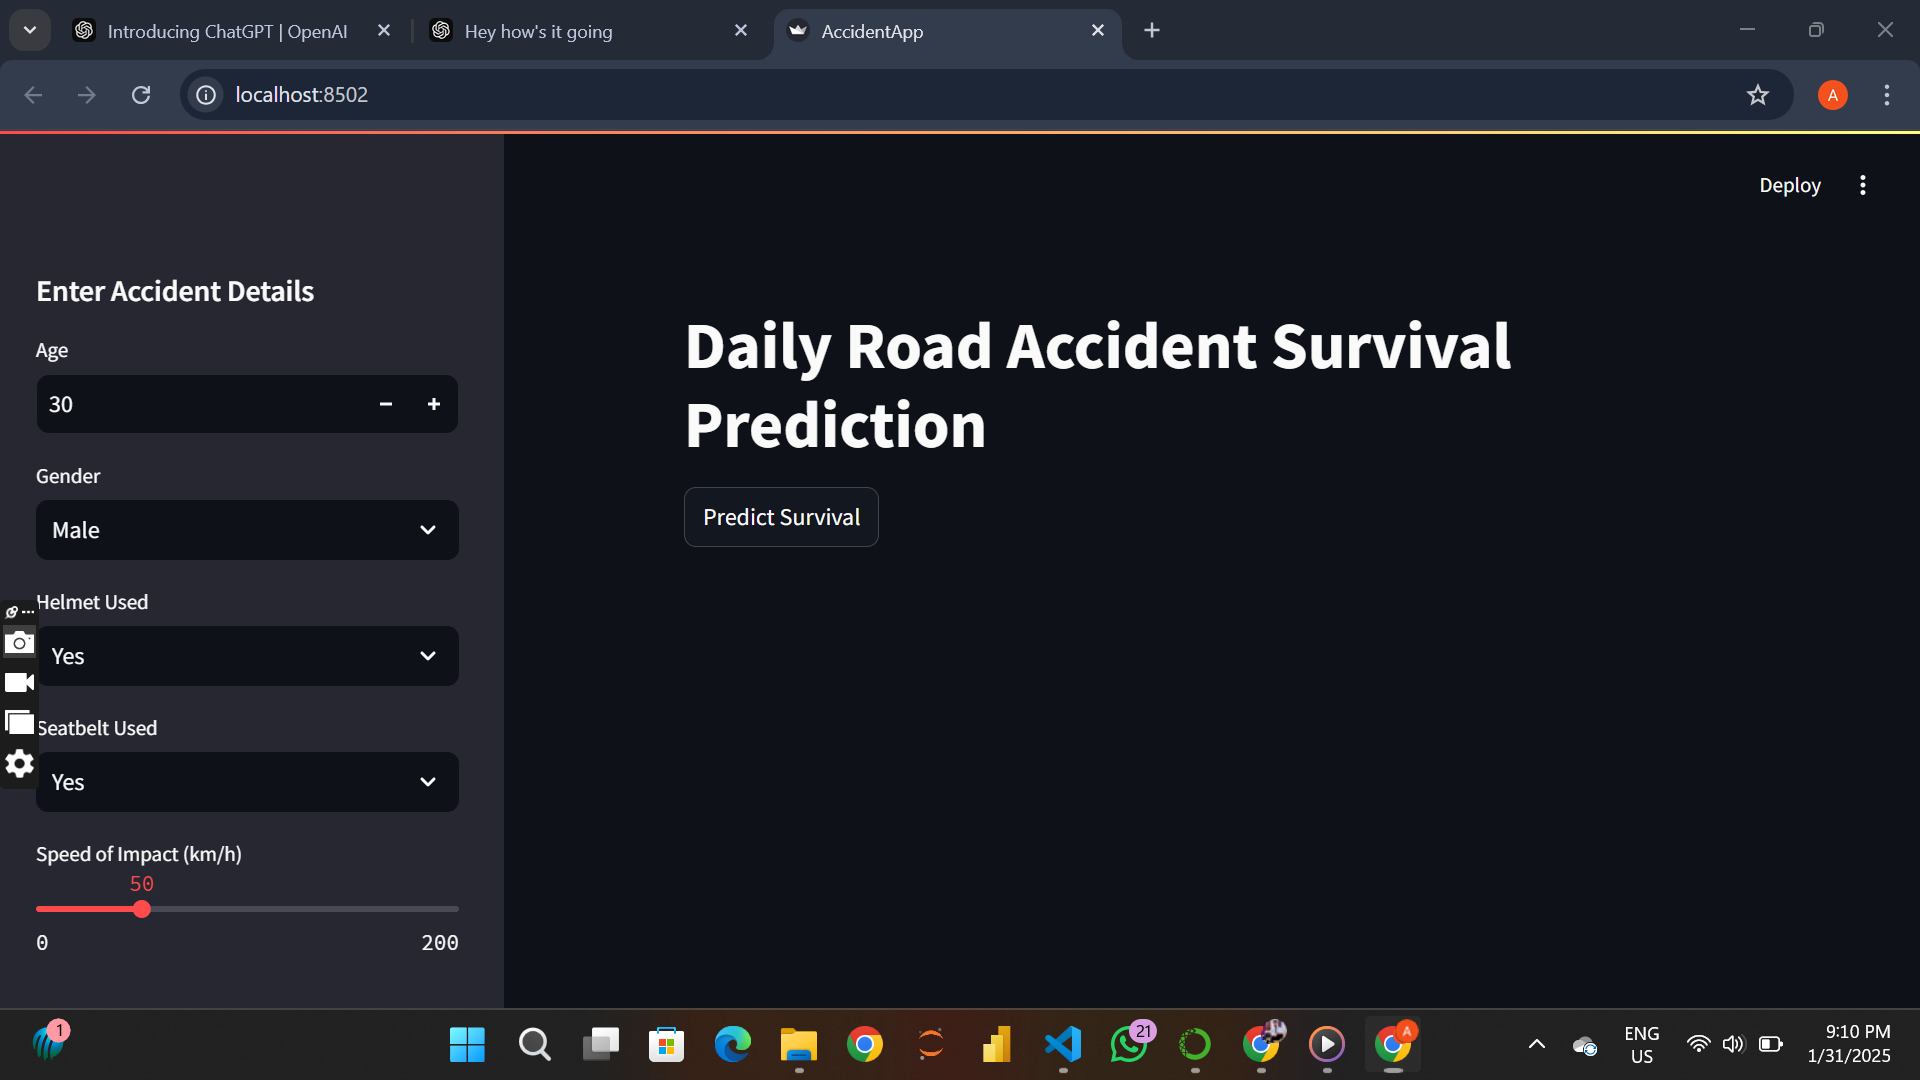 Introducing ChatGPT | OpenAI
Hey how's it going
AccidentApp
localhost:8502
A
Deploy
Enter Accident Details
Age
30
Gender
Male
Helmet Used
Yes
Seatbelt Used
Yes
Speed of Impact (km/h)
50
0 200
Daily Road Accident Survival
Prediction
Predict Survival
1
21
A
ENG
US
9:10 PM
1/31/2025